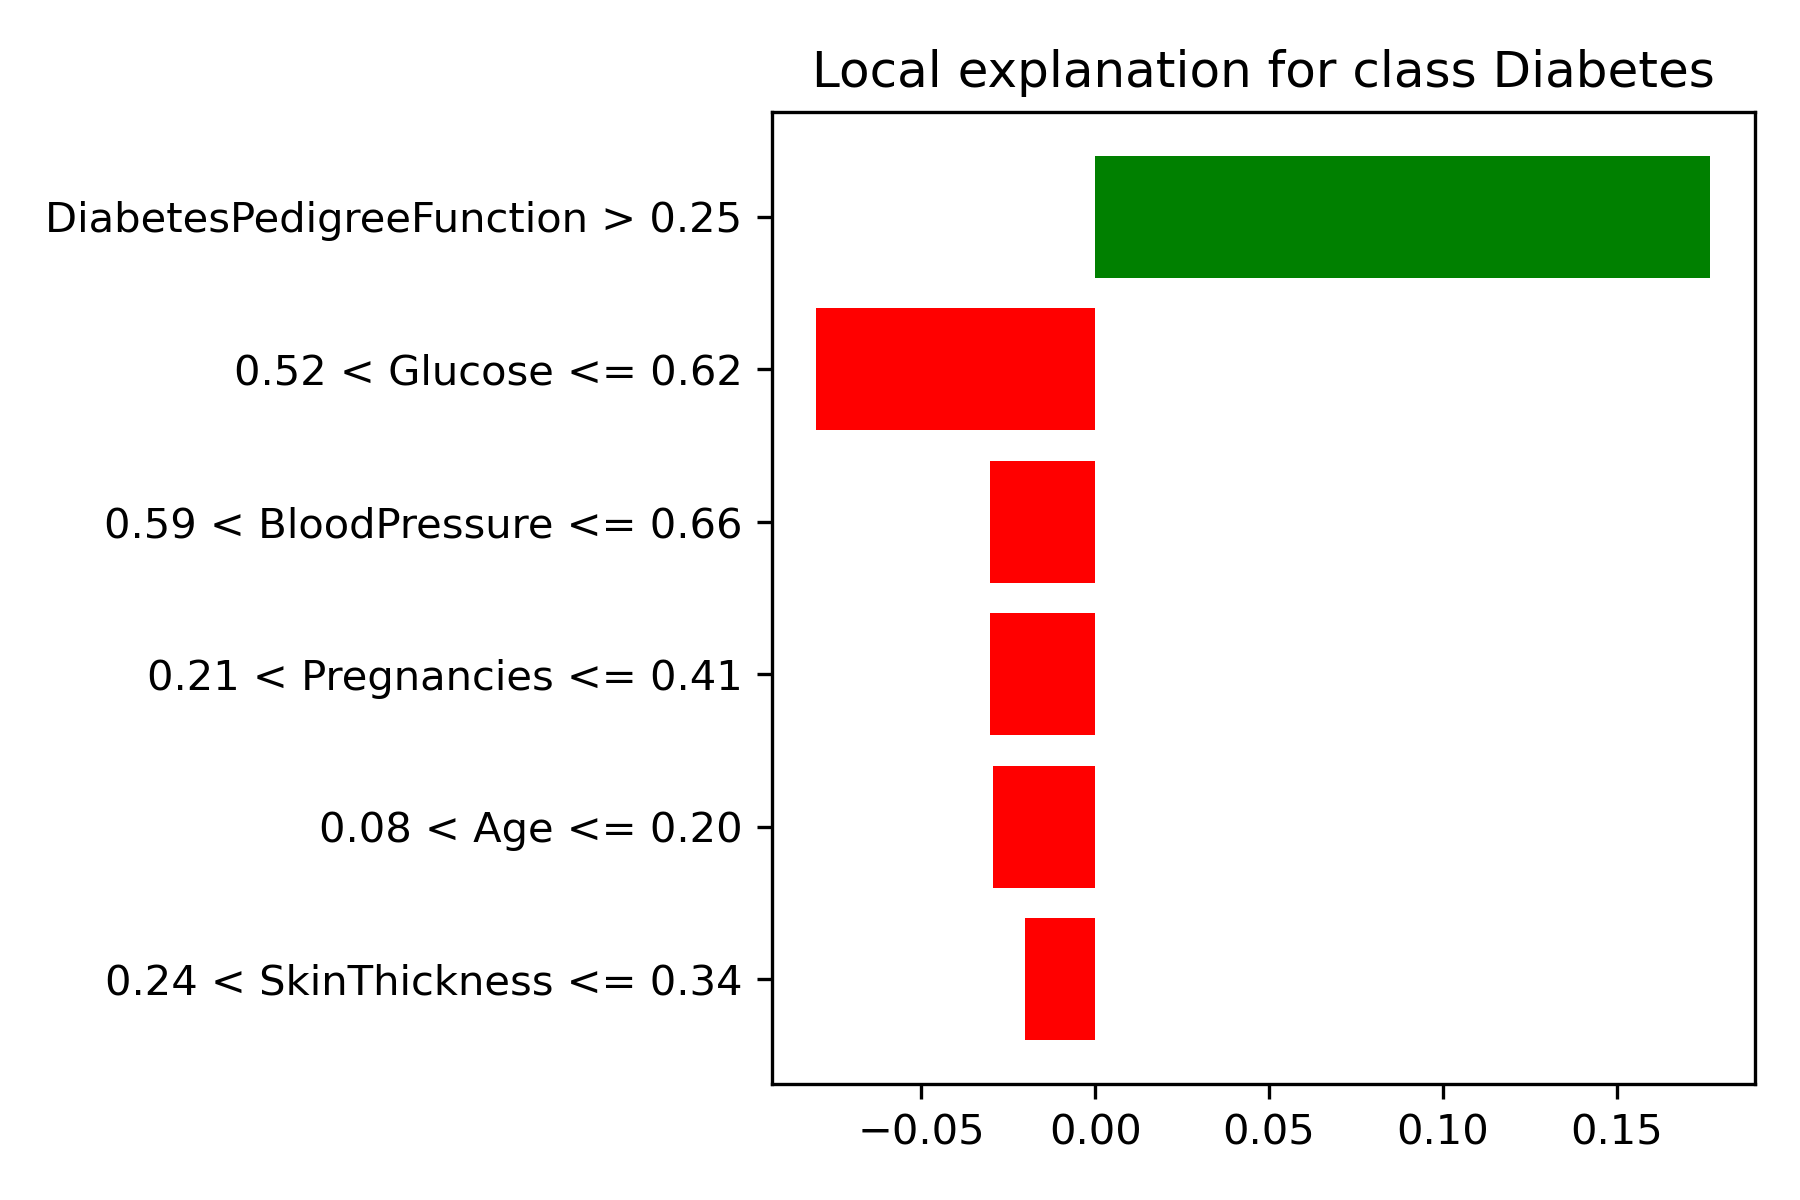 Local explanation for class Diabetes
DiabetesPedigreeFunction > 0.25
0.52 < Glucose <= 0.62
0.59 < BloodPressure <= 0.66
0.21 < Pregnancies <= 0.41
0.08 < Age <= 0.20
0.24 < SkinThickness <= 0.34
−0.05 0.00 0.05 0.10 0.15